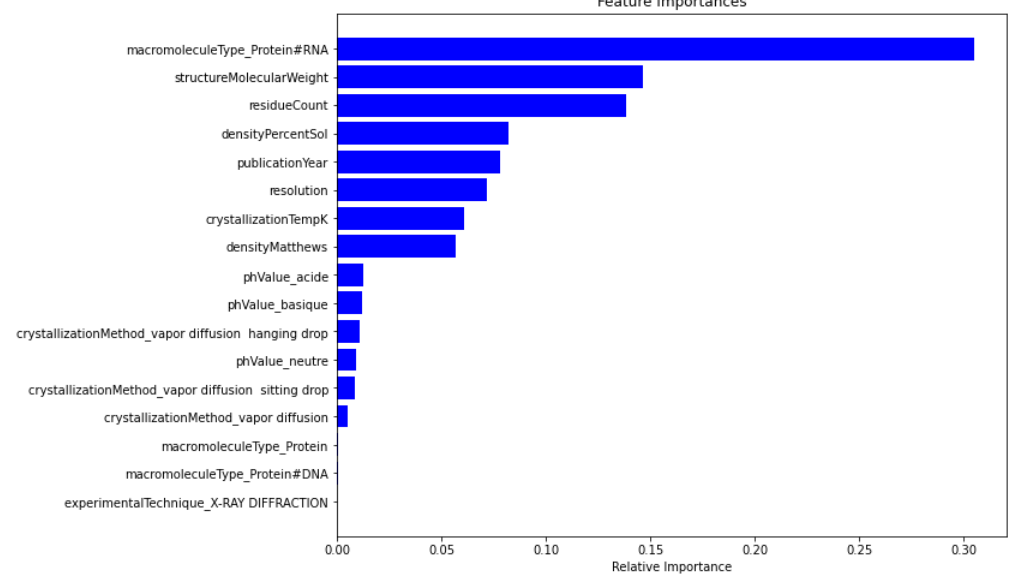 Feature Importances
macromoleculeType_Protein#RNA
structureMolecularWeight
residueCount
densityPercentSol
publicationYear
resolution
crystallizationTempK
densityMatthews
phValue_acide
phValue_basique
crystallizationMethod_vapor diffusion  hanging drop
phValue_neutre
crystallizationMethod_vapor diffusion  sitting drop
crystallizationMethod_vapor diffusion
macromoleculeType_Protein
macromoleculeType_Protein#DNA
experimentalTechnique_X-RAY DIFFRACTION
0.00 0.05 0.10 0.15 0.20 0.25 0.30
Relative Importance